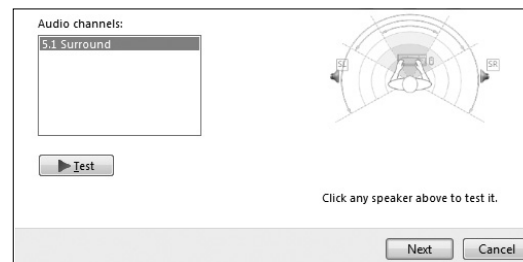 Audio channels:
5.1 Surround
SL
SR
Test
Click any speaker above to test it.
Next
Cancel